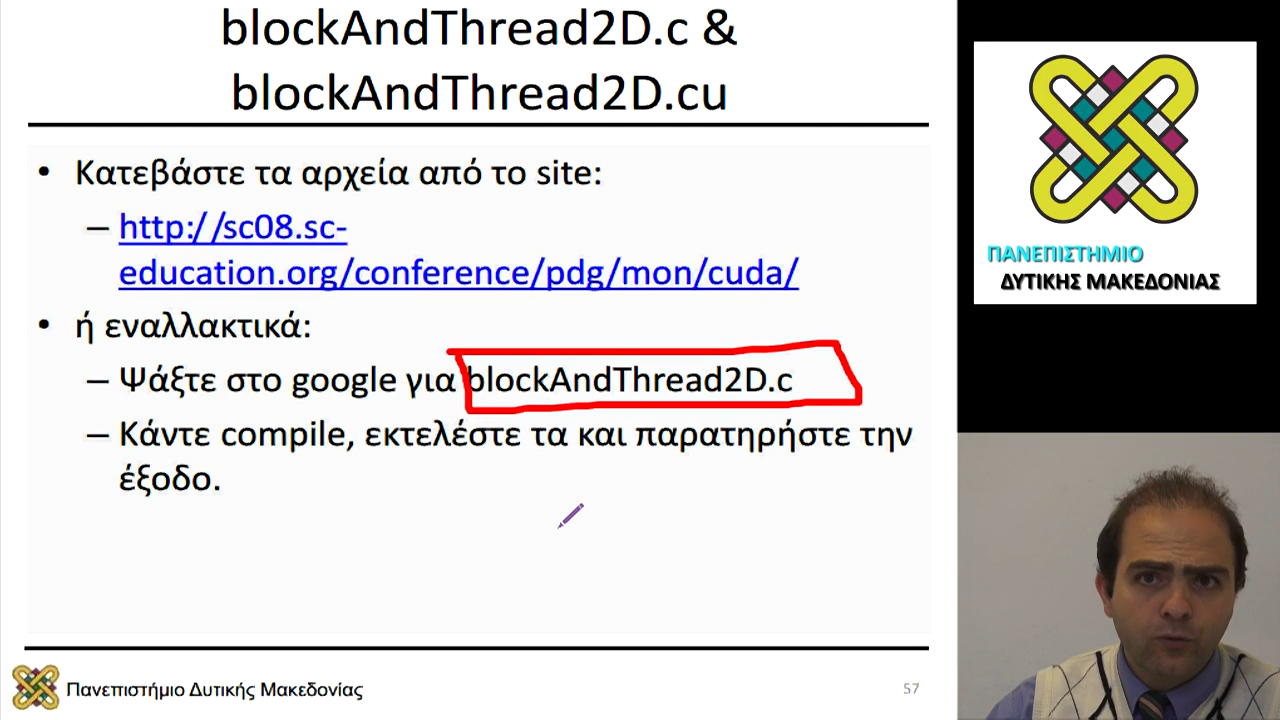 blockAndThread2D.c &
blockAndThread2D.cu
• Κατεβάστε τα αρχεία από το site:
– http://sc08.sc-
education.org/conference/pdg/mon/cuda/
• ή εναλλακτικά:
– Ψάξτε στο google για blockAndThread2D.c
– Κάντε compile, εκτελέστε τα και παρατηρήστε την
έξοδο.
Πανεπιστήμιο Δυτικής Μακεδονίας
57
ΠΑΝΕΠΙΣΤΗΜΙΟ
ΔΥΤΙΚΗΣ ΜΑΚΕΔΟΝΙΑΣ